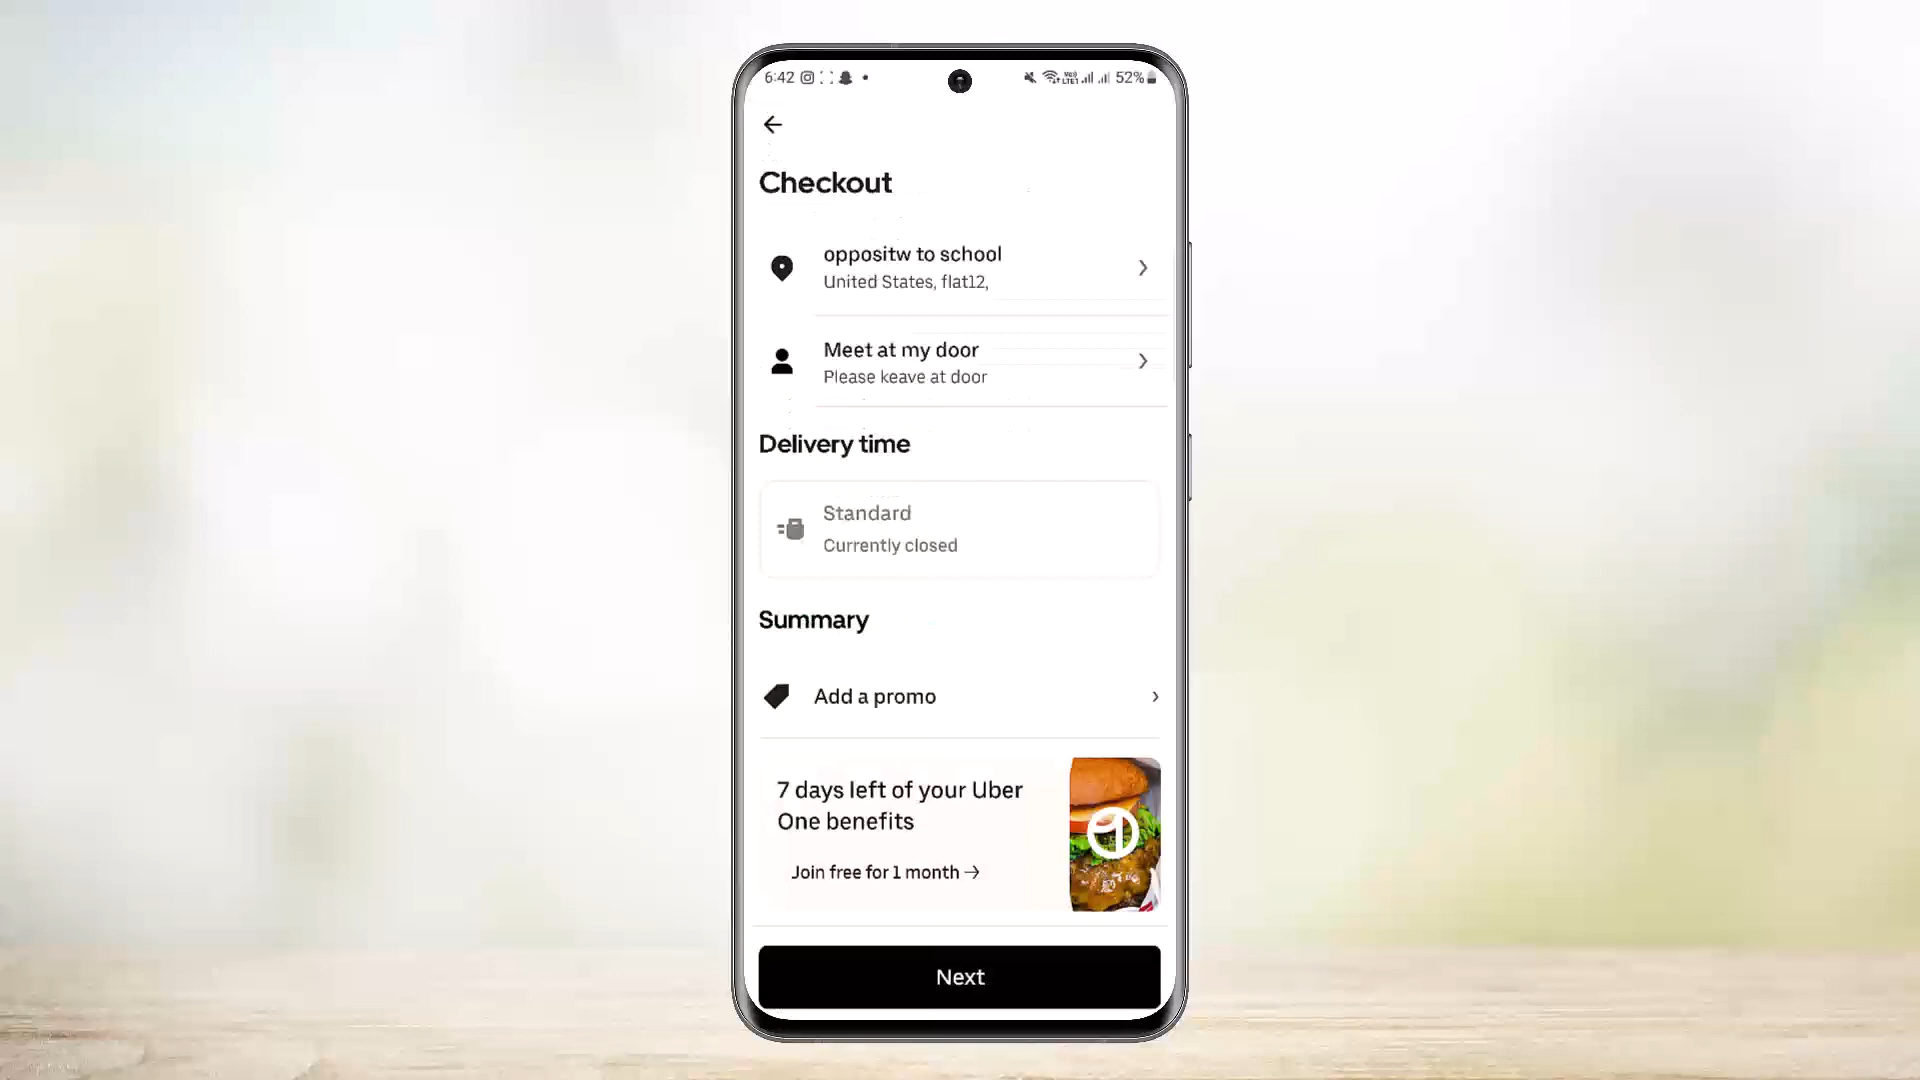 6:42
52%
Checkout
oppositw to school
United States, flat12,
Meet at my door
Please keave at door
Delivery time
Standard
Currently closed
Summary
Add a promo
7 days left of your Uber
One benefits
Join free for 1 month →
Next